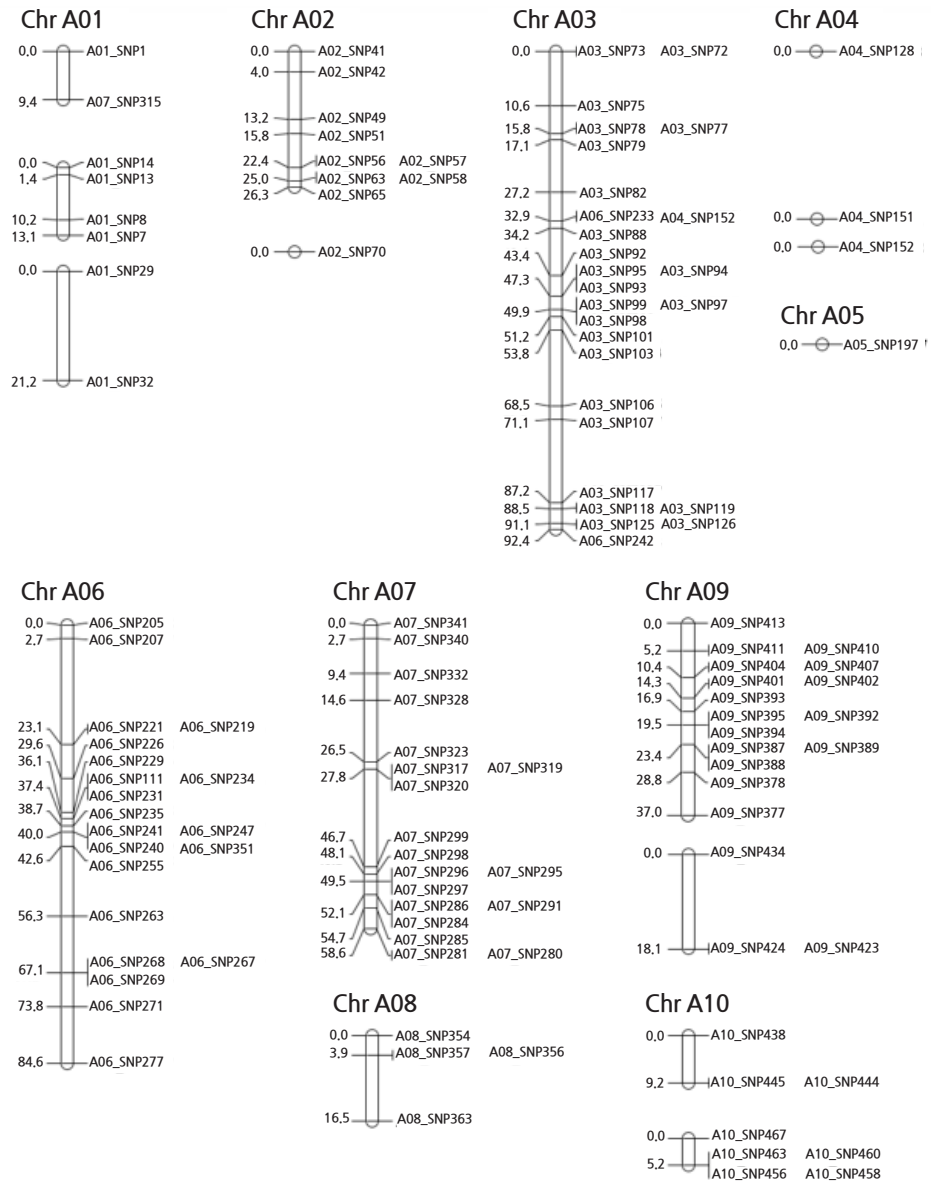 Chr A01
0,0 A01_SNP1
9,4 A07_SNP315
0,0 A01_SNP14
1,4 A01_SNP13
10,2 A01_SNP8
13,1 A01_SNP7
0,0 A01_SNP29
21,2 A01_SNP32
Chr A02
0,0 A02_SNP41
4,0 A02_SNP42
13,2 A02_SNP49
15,8 A02_SNP51
22,4 A02_SNP56 A02_SNP57
25,0 A02_SNP63 A02_SNP58
26,3 A02_SNP65
0,0 A02_SNP70
Chr A03
0,0 A03_SNP73 A03_SNP72
10,6 A03_SNP75
15,8 A03_SNP78 A03_SNP77
17,1 A03_SNP79
27,2 A03_SNP82
32,9 A06_SNP233 A04_SNP152
34,2 A03_SNP88
43,4 A03_SNP92
A03_SNP95 A03_SNP94
47,3
A03_SNP93
A03_SNP99 A03_SNP97
49,9
A03_SNP98
51,2 A03_SNP101
53,8 A03_SNP103
68,5 A03_SNP106
71,1 A03_SNP107
87,2 A03_SNP117
88,5 A03_SNP118 A03_SNP119
91,1 A03_SNP125 A03_SNP126
92,4 A06_SNP242
Chr A04
0,0 A04_SNP128
0,0 A04_SNP151
0,0 A04_SNP152
Chr A05
0,0 A05_SNP197
Chr A06
0,0 A06_SNP205
2,7 A06_SNP207
23,1 A06_SNP221 A06_SNP219
29,6 A06_SNP226
36,1 A06_SNP229
A06_SNP111 A06_SNP234
37,4
A06_SNP231
38,7 A06_SNP235
40,0 A06_SNP241 A06_SNP247
A06_SNP240 A06_SNP351
42,6 A06_SNP255
56,3 A06_SNP263
A06_SNP268 A06_SNP267
67,1
A06_SNP269
73,8 A06_SNP271
84,6 A06_SNP277
Chr A07
0,0 A07_SNP341
2,7 A07_SNP340
9,4 A07_SNP332
14,6 A07_SNP328
26,5 A07_SNP323
A07_SNP317 A07_SNP319
27,8
A07_SNP320
46,7 A07_SNP299
48,1 A07_SNP298
A07_SNP296 A07_SNP295
49,5
A07_SNP297
A07_SNP286 A07_SNP291
52,1
A07_SNP284
54,7 A07_SNP285
58,6 A07_SNP281 A07_SNP280
Chr A08
0,0 A08_SNP354
3,9 A08_SNP357 A08_SNP356
16,5 A08_SNP363
Chr A09
0,0 A09_SNP413
5,2 A09_SNP411 A09_SNP410
10,4 A09_SNP404 A09_SNP407
14,3 A09_SNP401 A09_SNP402
16,9 A09_SNP393
A09_SNP395 A09_SNP392
19,5
A09_SNP394
A09_SNP387 A09_SNP389
23,4
A09_SNP388
28,8 A09_SNP378
37,0 A09_SNP377
0,0 A09_SNP434
18,1 A09_SNP424 A09_SNP423
Chr A10
0,0 A10_SNP438
9,2 A10_SNP445 A10_SNP444
0,0 A10_SNP467
A10_SNP463 A10_SNP460
5,2
A10_SNP456 A10_SNP458